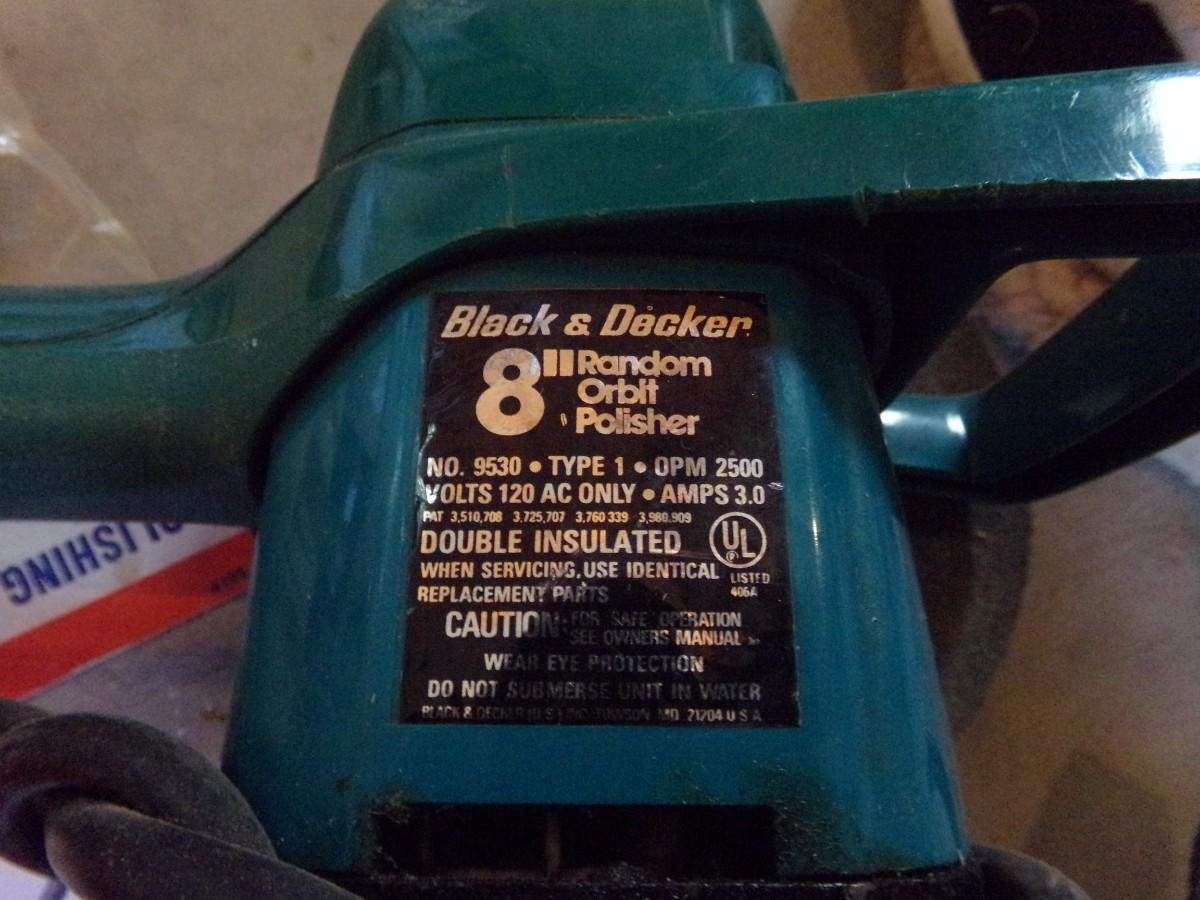 Black & Decker
8" Random
Orbit
Polisher
NO. 9530 • TYPE 1 • OPM 2500
VOLTS 120 AC ONLY • AMPS 3.0
PAT 3,510,708 3,725,707 3,760 339 3,980,909
DOUBLE INSULATED
UL
WHEN SERVICING, USE IDENTICAL
LISTED
REPLACEMENT PARTS
406A
CAUTION: FOR SAFE OPERATION
SEE OWNERS MANUAL
WEAR EYE PROTECTION
DO NOT SUBMERSE UNIT IN WATER
BLACK & DECKER (U.S.) INC. TOWSON MD. 21204 U S A
OLISHING